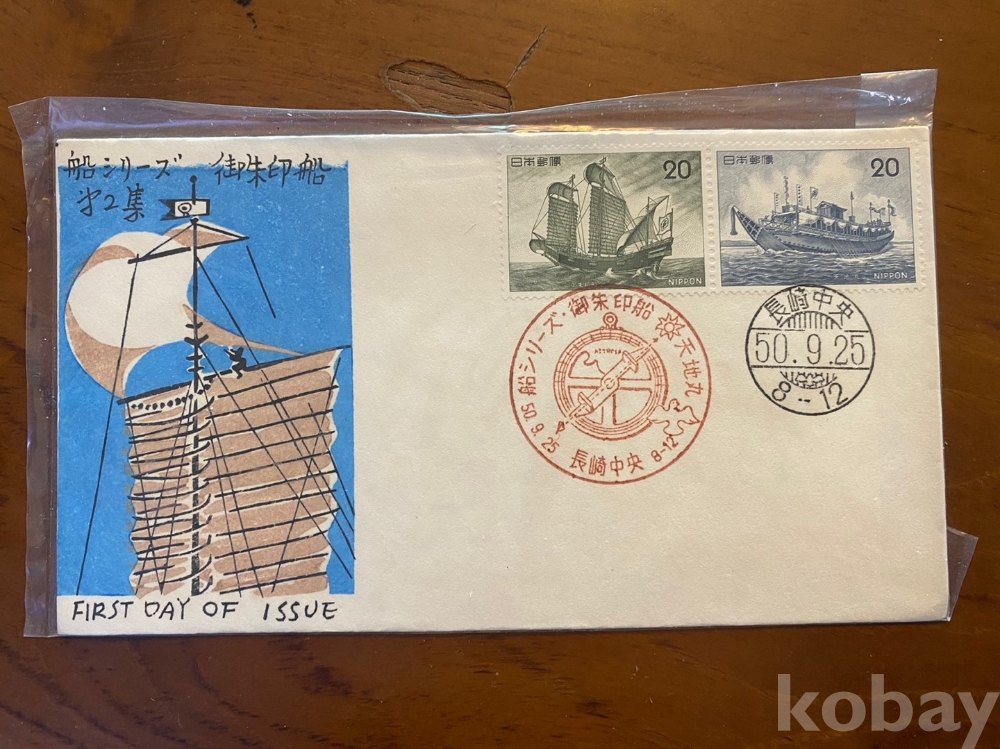 船シリーズ 御朱印船
第2集
FIRST DAY OF ISSUE
日本郵便 20
NIPPON
日本郵便 20
NIPPON
船シリーズ・御朱印船 天地丸
50.9.25 長崎中央 8-12
長崎中央
50.9.25
8--12
kobay